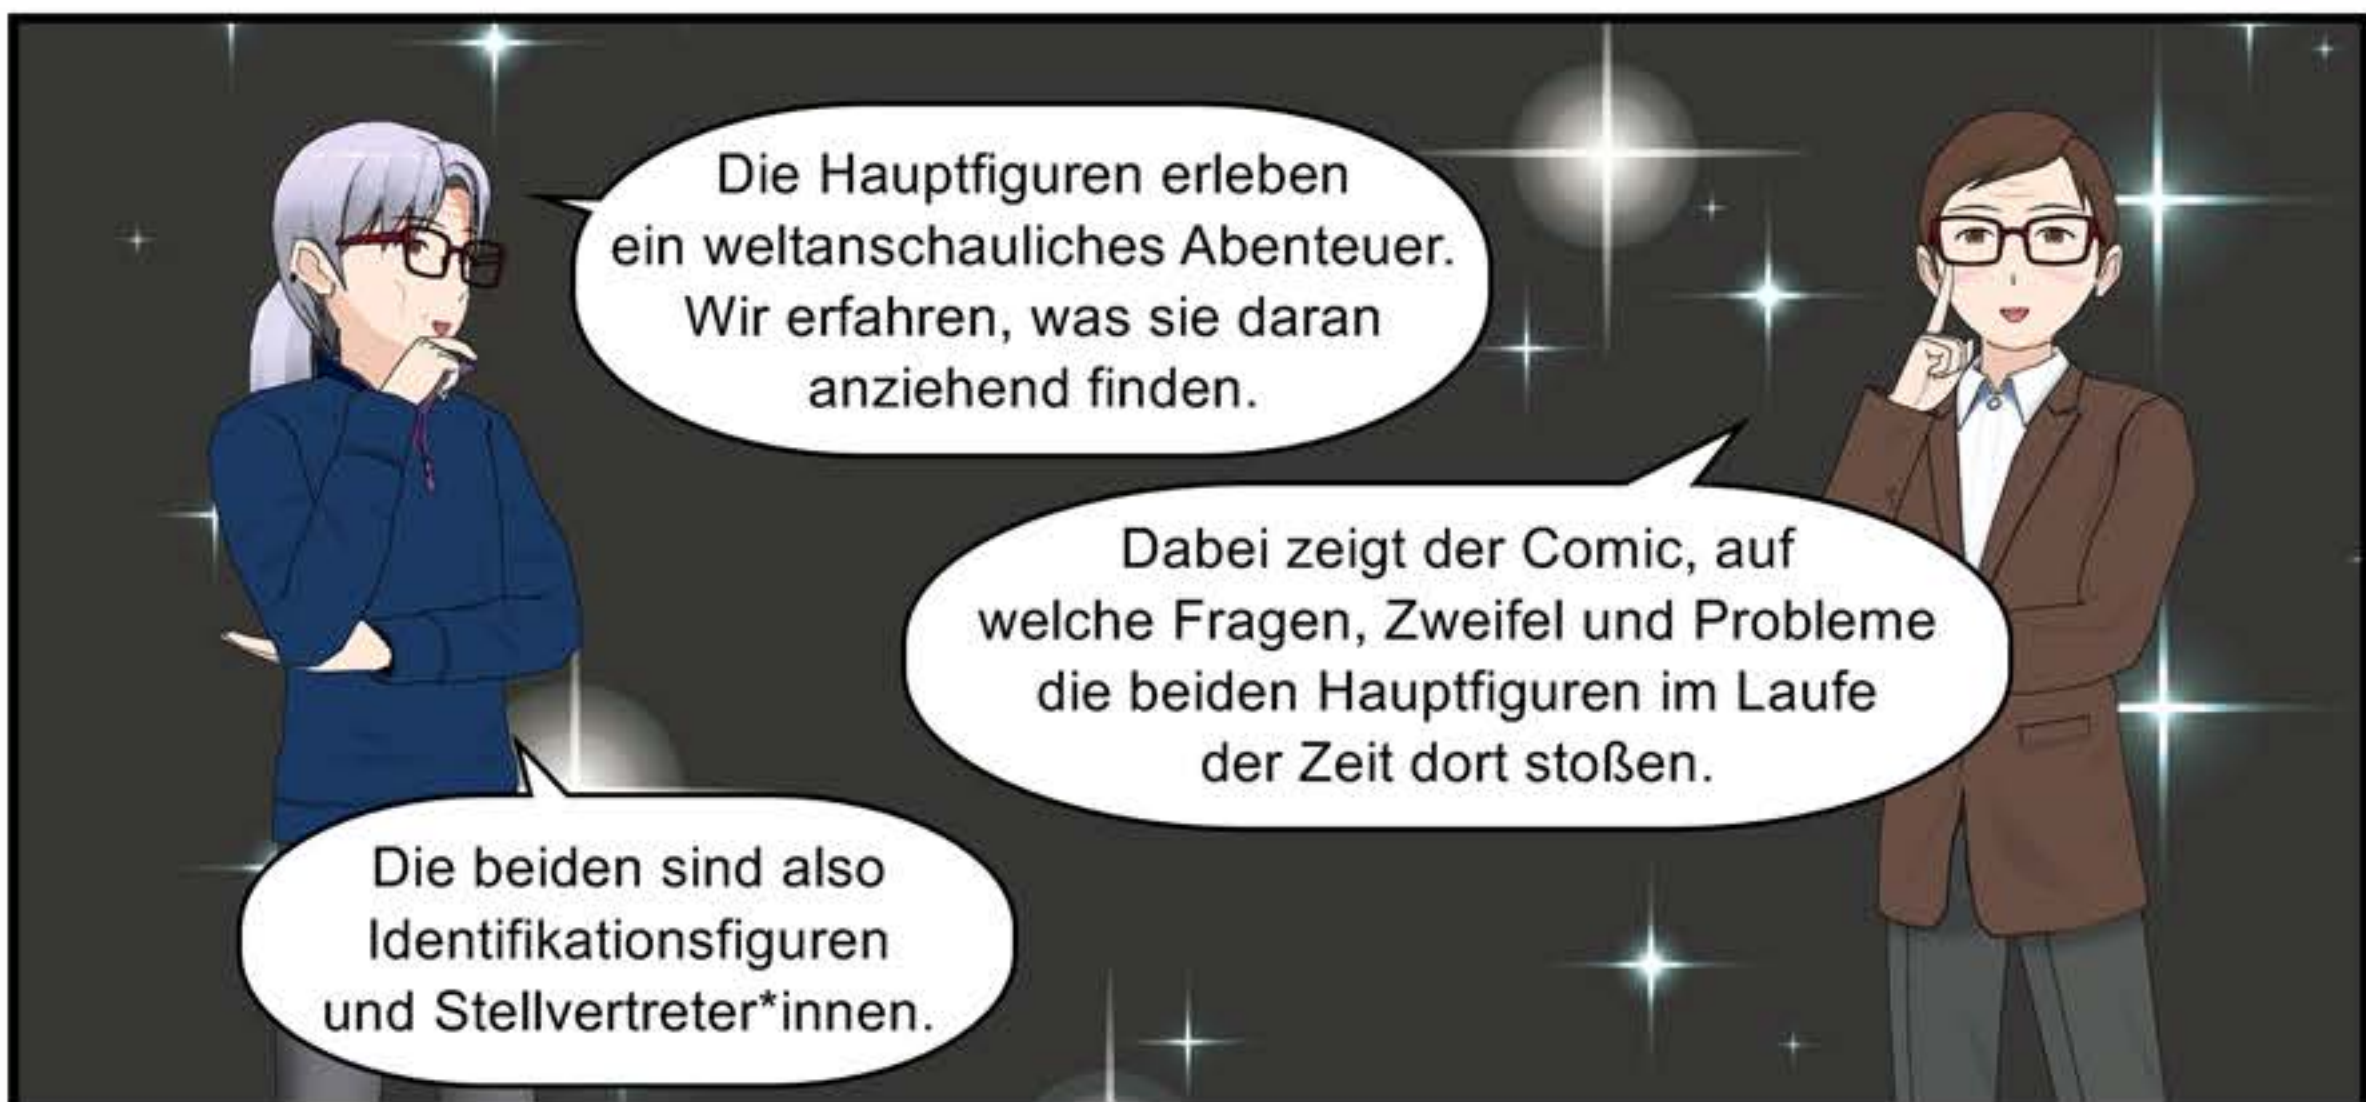 Die Hauptfiguren erleben
ein weltanschauliches Abenteuer.
Wir erfahren, was sie daran
anziehend finden.
Dabei zeigt der Comic, auf
welche Fragen, Zweifel und Probleme
die beiden Hauptfiguren im Laufe
der Zeit dort stoßen.
Die beiden sind also
Identifikationsfiguren
und Stellvertreter*innen.